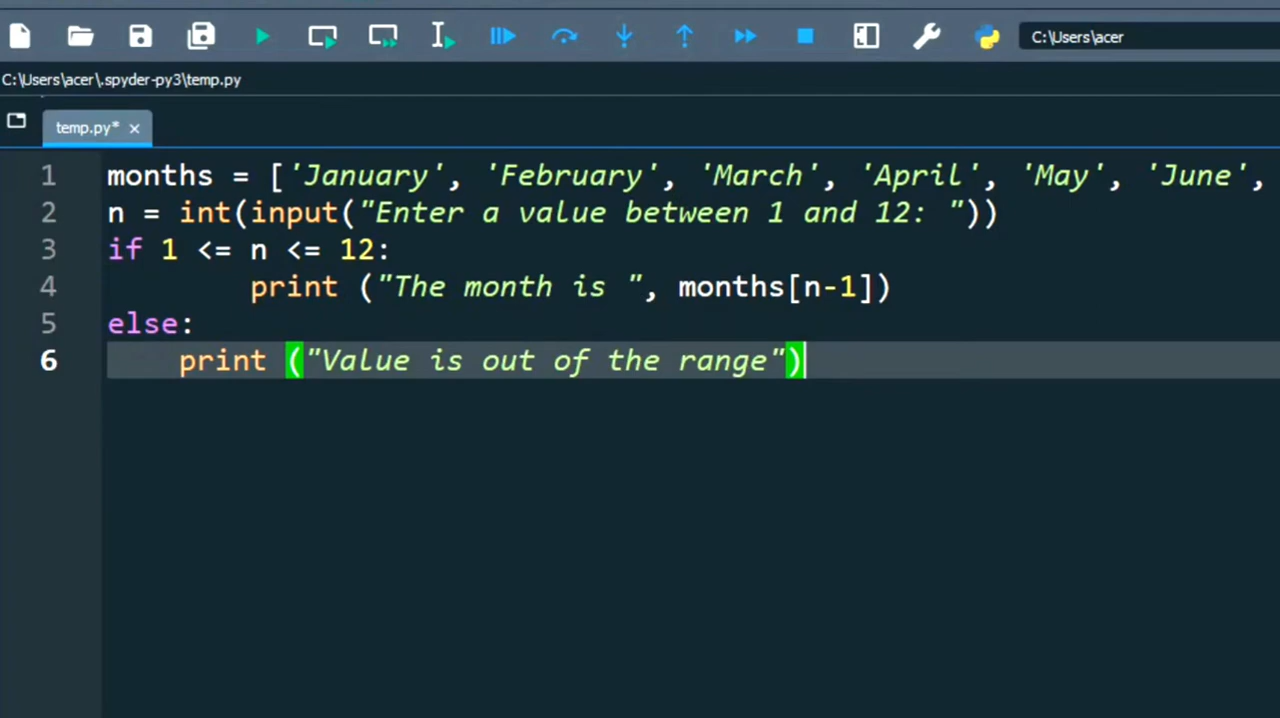 C:\Users\acer
C:\Users\acer\.spyder-py3\temp.py
temp.py*
1 months = ['January', 'February', 'March', 'April', 'May', 'June',
2 n = int(input("Enter a value between 1 and 12: "))
3 if 1 <= n <= 12:
4         print ("The month is ", months[n-1])
5 else:
6     print ("Value is out of the range")